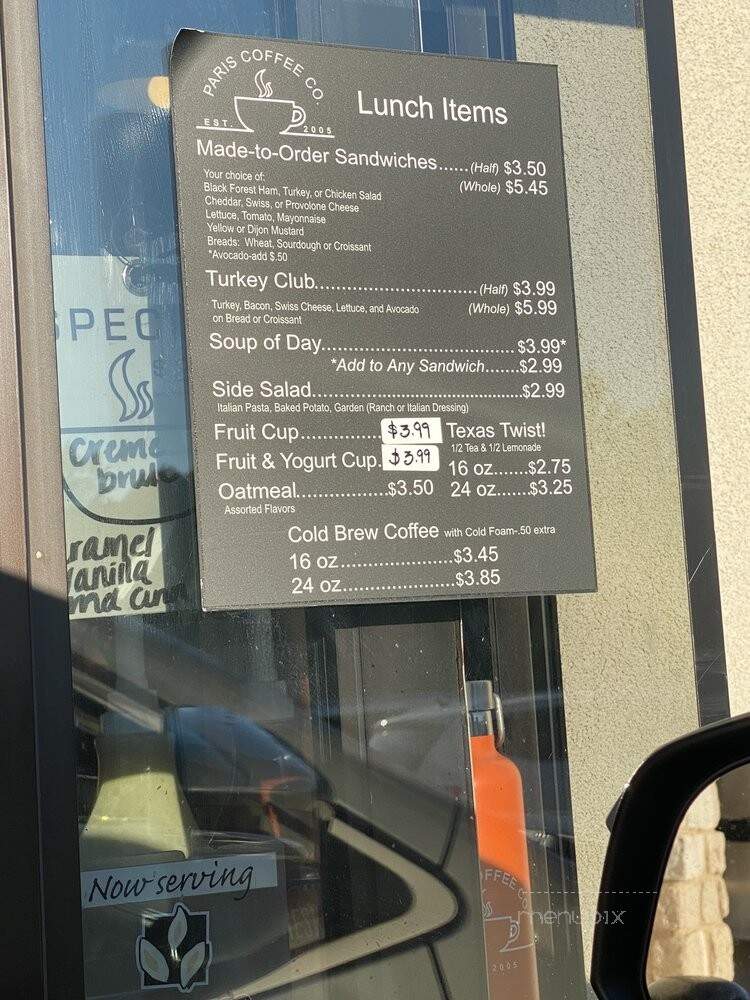 PARIS COFFEE CO.
EST. 2005
Lunch Items
Made-to-Order Sandwiches......(Half) $3.50
(Whole) $5.45
Your choice of:
Black Forest Ham, Turkey, or Chicken Salad
Cheddar, Swiss, or Provolone Cheese
Lettuce, Tomato, Mayonnaise
Yellow or Dijon Mustard
Breads: Wheat, Sourdough or Croissant
*Avocado-add $.50
Turkey Club..............................(Half) $3.99
(Whole) $5.99
Turkey, Bacon, Swiss Cheese, Lettuce, and Avocado
on Bread or Croissant
Soup of Day...................................$3.99*
*Add to Any Sandwich.......$2.99
Side Salad.......................................$2.99
Italian Pasta, Baked Potato, Garden (Ranch or Italian Dressing)
Fruit Cup...............$3.99
Fruit & Yogurt Cup.$3.99
Oatmeal.................$3.50
Assorted Flavors
Texas Twist!
1/2 Tea & 1/2 Lemonade
16 oz.......$2.75
24 oz.......$3.25
Cold Brew Coffee with Cold Foam-.50 extra
16 oz.....................$3.45
24 oz.....................$3.85
SPEC
Creme
brule
ramel
anilla
Now serving
OFFEE CO
2005
menupix